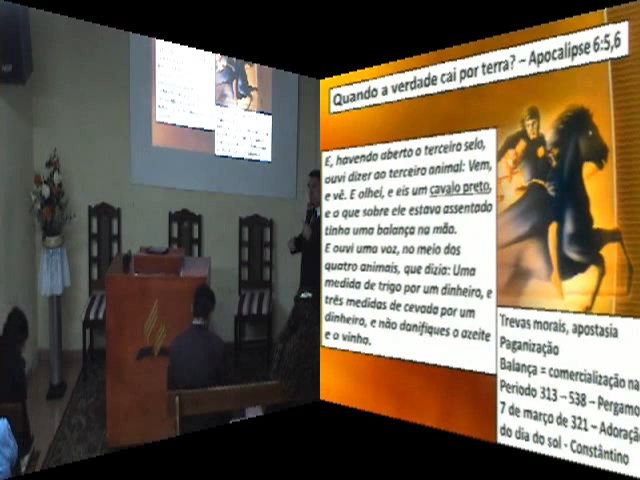 Quando a verdade cai por terra? – Apocalipse 6:5,6
E, havendo aberto o terceiro selo,
ouvi dizer ao terceiro animal: Vem,
e vê. E olhei, e eis um cavalo preto,
e o que sobre ele estava assentado
tinha uma balança na mão.
E ouvi uma voz, no meio dos
quatro animais, que dizia: Uma
medida de trigo por um dinheiro, e
três medidas de cevada por um
dinheiro, e não danifiques o azeite
e o vinho.
Trevas morais, apostasia
Paganização
Balança = comercialização na
Periodo 313 – 538 – Pergamo
7 de março de 321 – Adoração
do dia do sol - Constântino